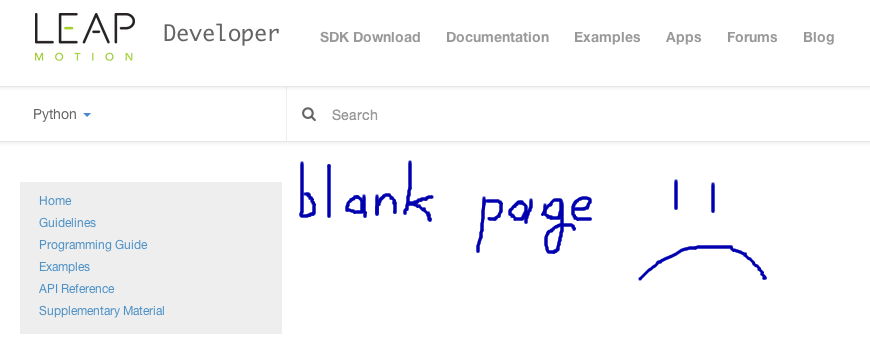 LEAP
MOTION
Developer
SDK Download Documentation Examples Apps Forums Blog
Python
Search
Home
Guidelines
Programming Guide
Examples
API Reference
Supplementary Material
blank page